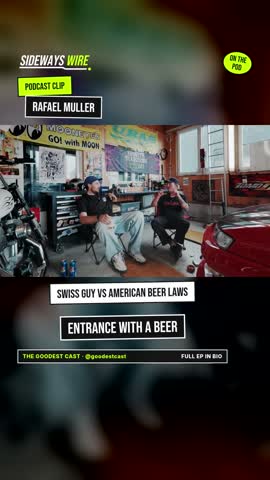 SIDEWAYS WIRE.
ON THE
POD
PODCAST CLIP
RAFAEL MULLER
MOONEYES
GO! with MOON
SWISS GUY VS AMERICAN BEER LAWS
ENTRANCE WITH A BEER
THE GOODEST CAST · @goodestcast
FULL EP IN BIO